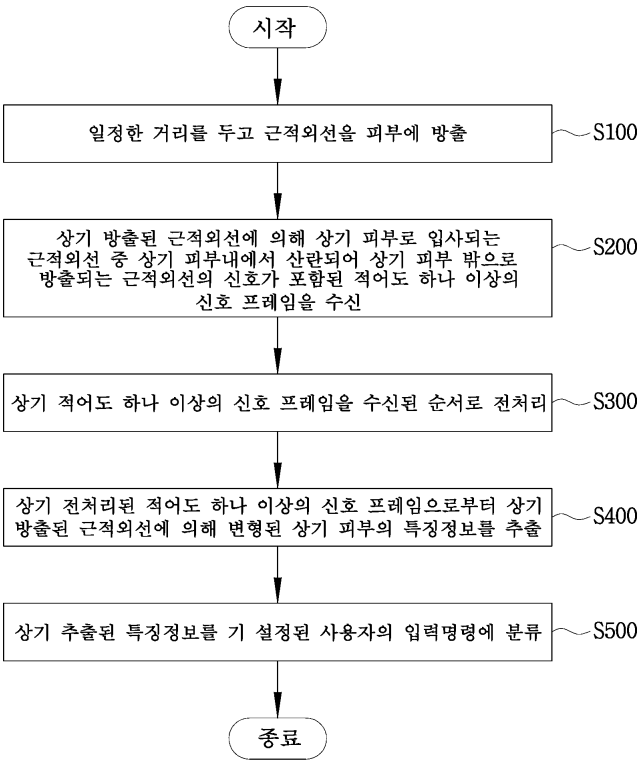 시작
일정한 거리를 두고 근적외선을 피부에 방출
S100
상기 방출된 근적외선에 의해 상기 피부로 입사되는
근적외선 중 상기 피부내에서 산란되어 상기 피부 밖으로
방출되는 근적외선의 신호가 포함된 적어도 하나 이상의
신호 프레임을 수신
S200
상기 적어도 하나 이상의 신호 프레임을 수신된 순서로 전처리
S300
상기 전처리된 적어도 하나 이상의 신호 프레임으로부터 상기
방출된 근적외선에 의해 변형된 상기 피부의 특징정보를 추출
S400
상기 추출된 특징정보를 기 설정된 사용자의 입력명령에 분류
S500
종료